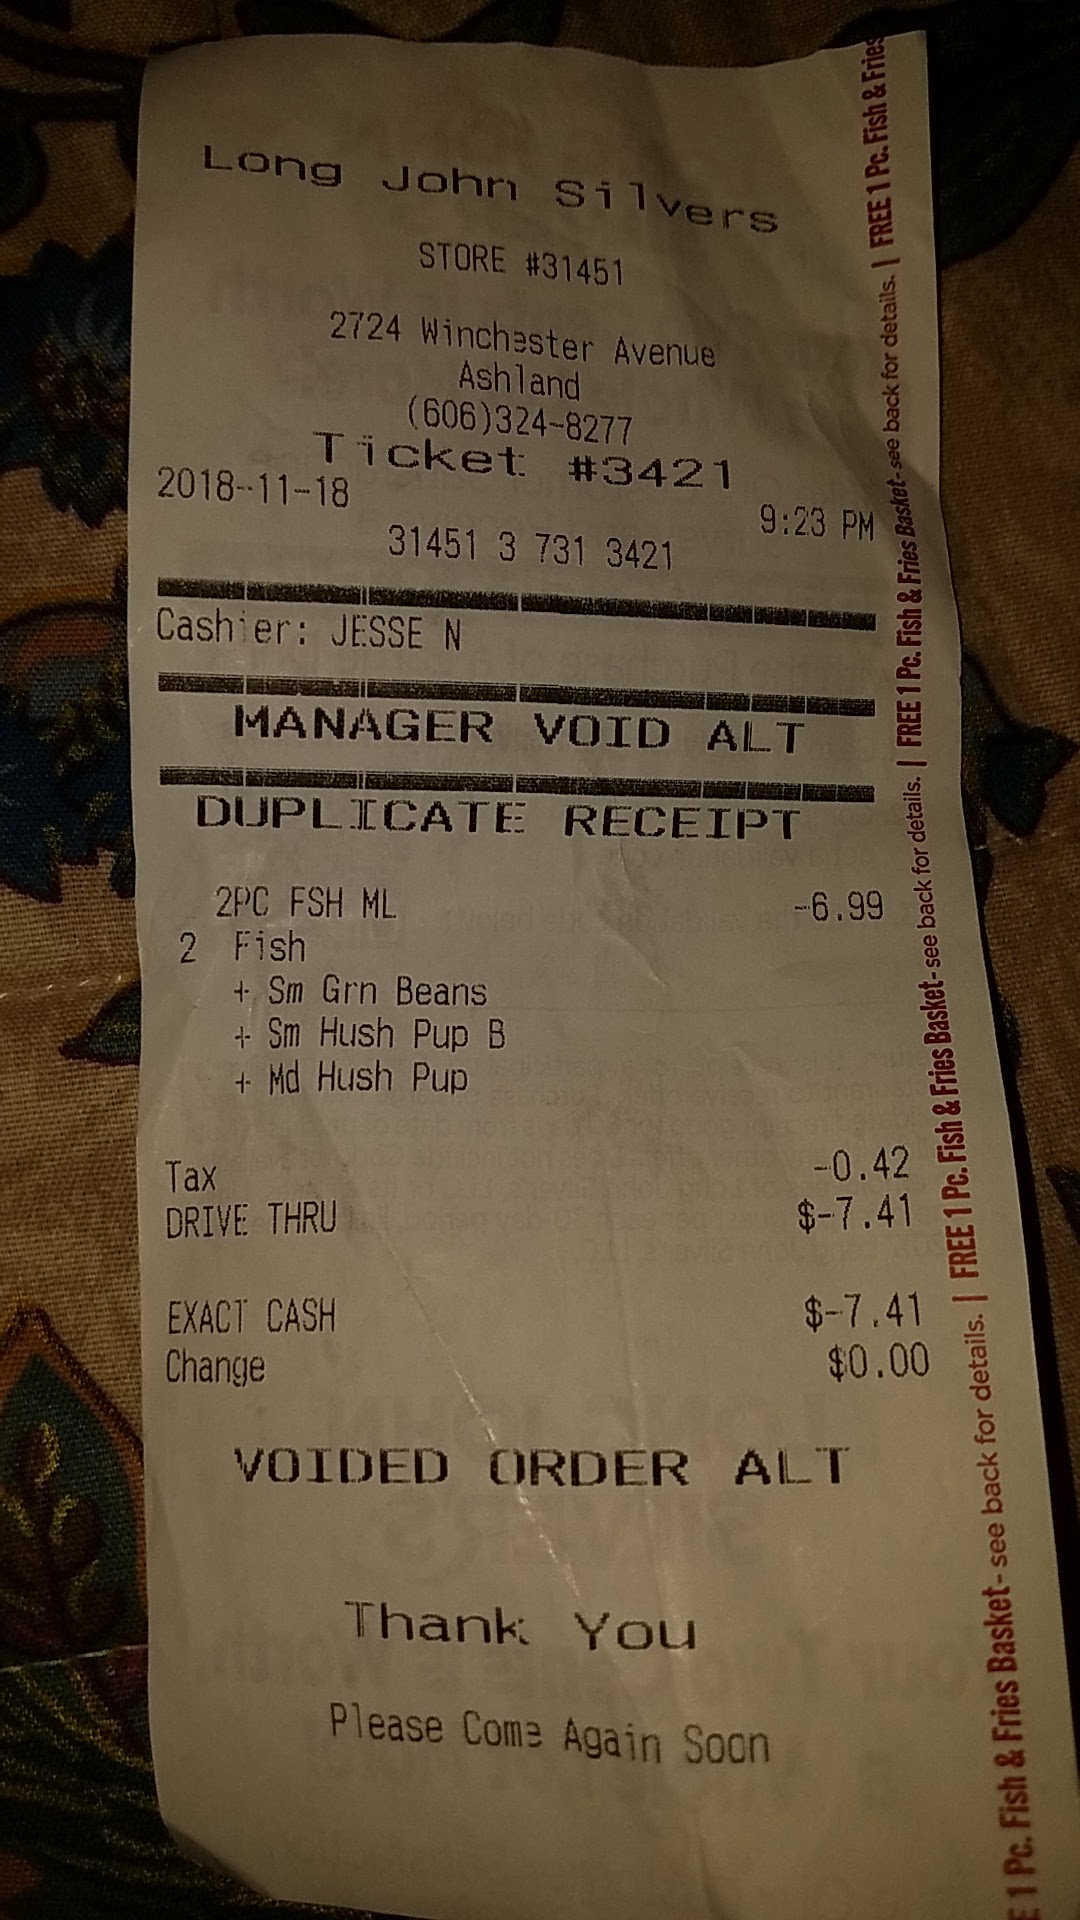 Long John Silvers
STORE #31451
2724 Winchester Avenue
Ashland
(606)324-8277
Ticket #3421
2018-11-18 9:23 PM
31451 3 731 3421
Cashier: JESSE N
MANAGER VOID ALT
DUPLICATE RECEIPT
2PC FSH ML -6.99
2 Fish
+ Sm Grn Beans
+ Sm Hush Pup B
+ Md Hush Pup
Tax -0.42
DRIVE THRU $-7.41
EXACT CASH $-7.41
Change $0.00
VOIDED ORDER ALT
Thank You
Please Come Again Soon
E 1 Pc. Fish & Fries Basket- see back for details. | FREE 1 Pc. Fish & Fries Basket- see back for details. | FREE 1 Pc. Fish & Fries Basket- see back for details. | FREE 1 Pc. Fish & Fries